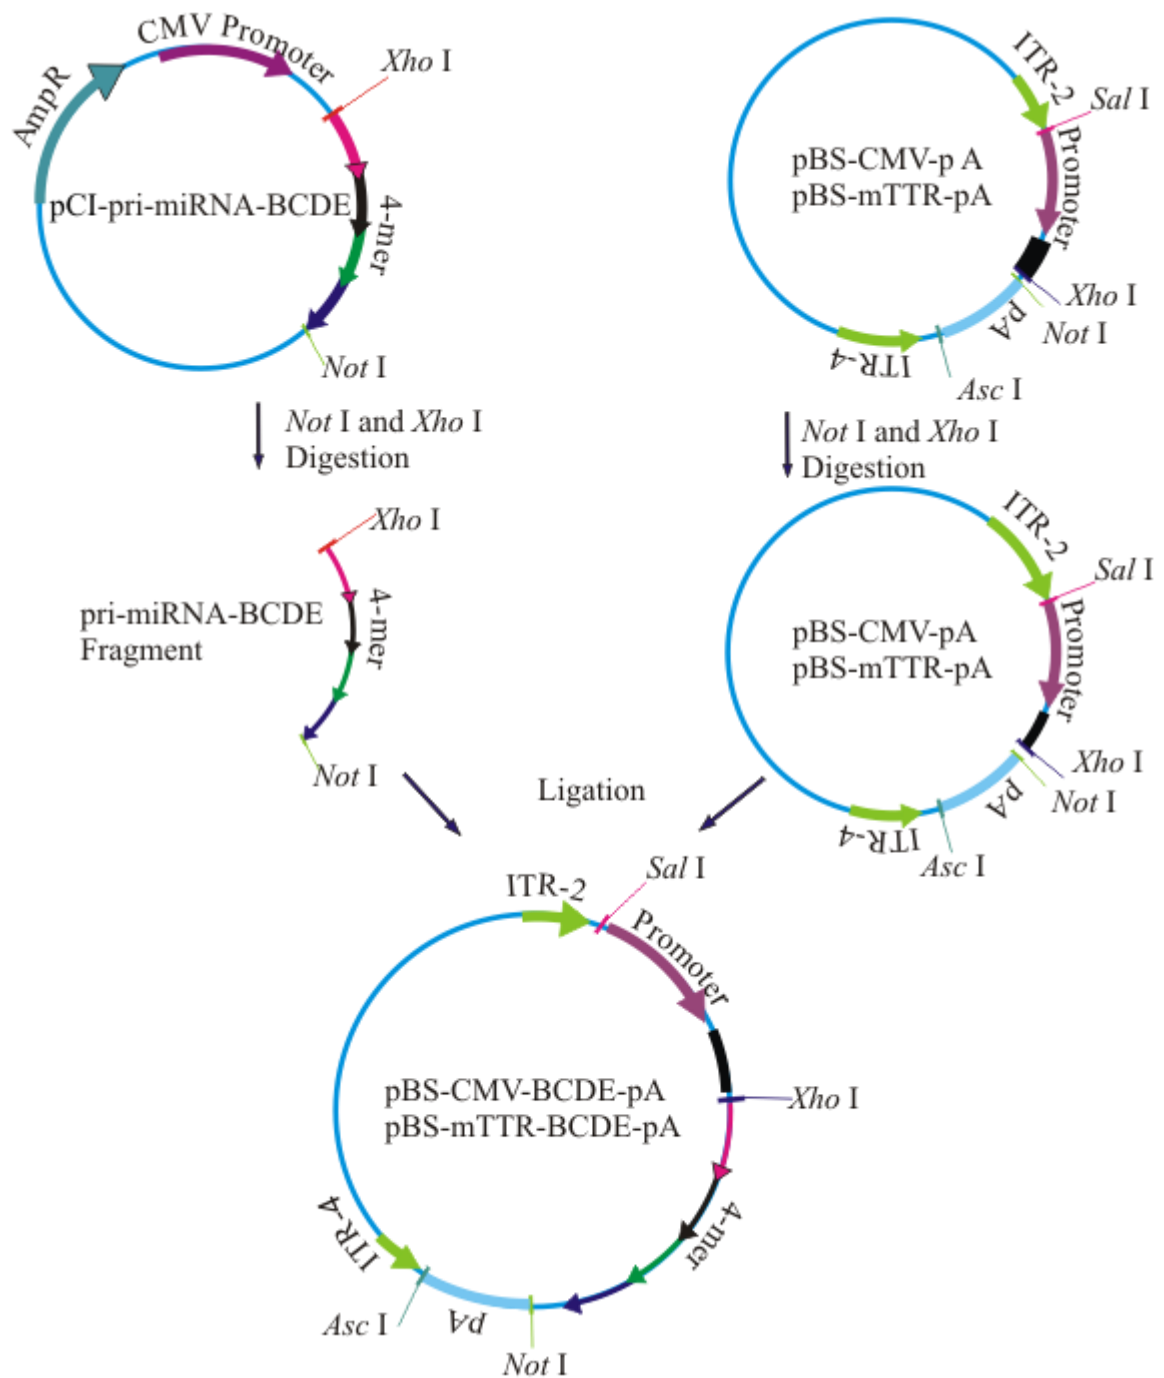 CMV Promoter
Xho I
AmpR
pCI-pri-miRNA-BCDE
4-mer
Not I
ITR-2
Sal I
Promoter
pBS-CMV-p A
pBS-mTTR-pA
Xho I
Not I
pA
Asc I
ITR-4
Not I and Xho I
Digestion
Not I and Xho I
Digestion
Xho I
pri-miRNA-BCDE
Fragment
4-mer
Not I
ITR-2
Sal I
Promoter
pBS-CMV-pA
pBS-mTTR-pA
Xho I
Not I
pA
Asc I
ITR-4
Ligation
ITR-2
Sal I
Promoter
pBS-CMV-BCDE-pA
pBS-mTTR-BCDE-pA
Xho I
4-mer
ITR-4
Asc I
pA
Not I